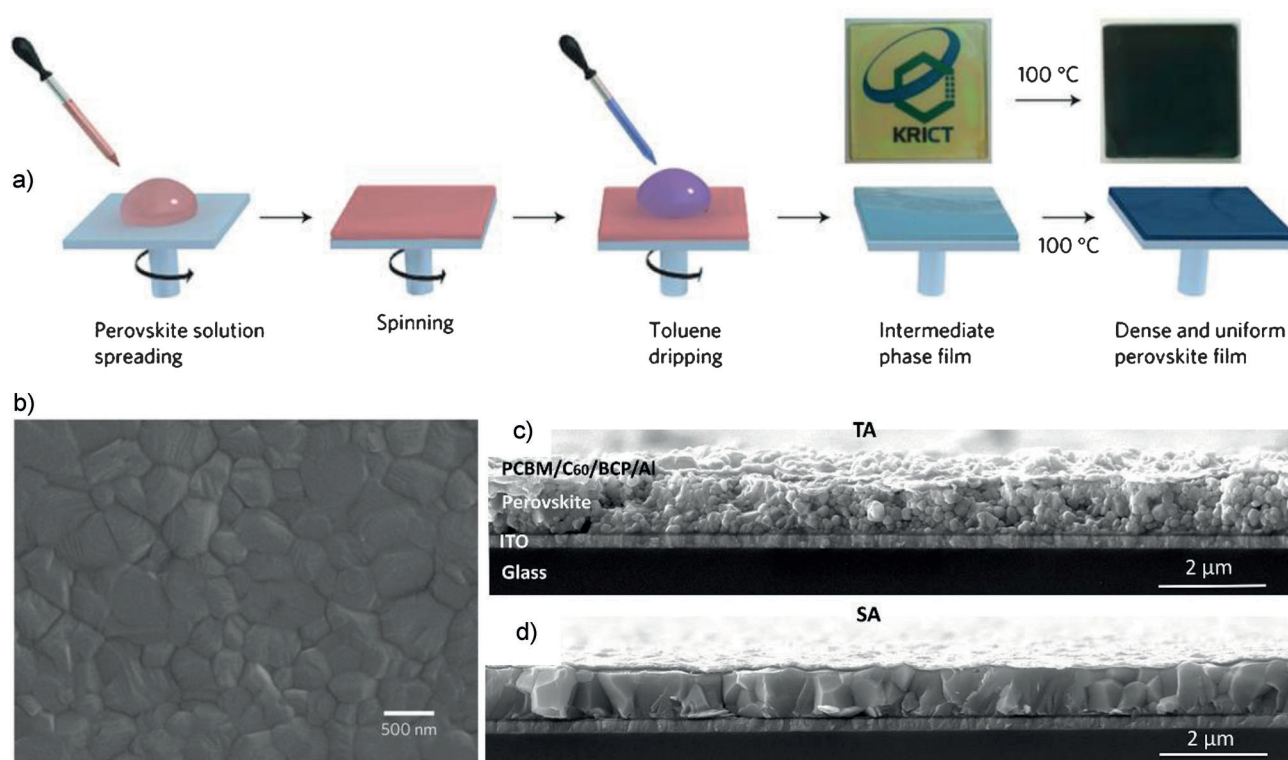 KRICT
100 °C
a)
100 °C
Perovskite solution
spreading
Spinning
Toluene
dripping
Intermediate
phase film
Dense and uniform
perovskite film
b)
500 nm
c)
TA
PCBM/C₆₀/BCP/Al
Perovskite
ITO
Glass
2 µm
d)
SA
2 µm